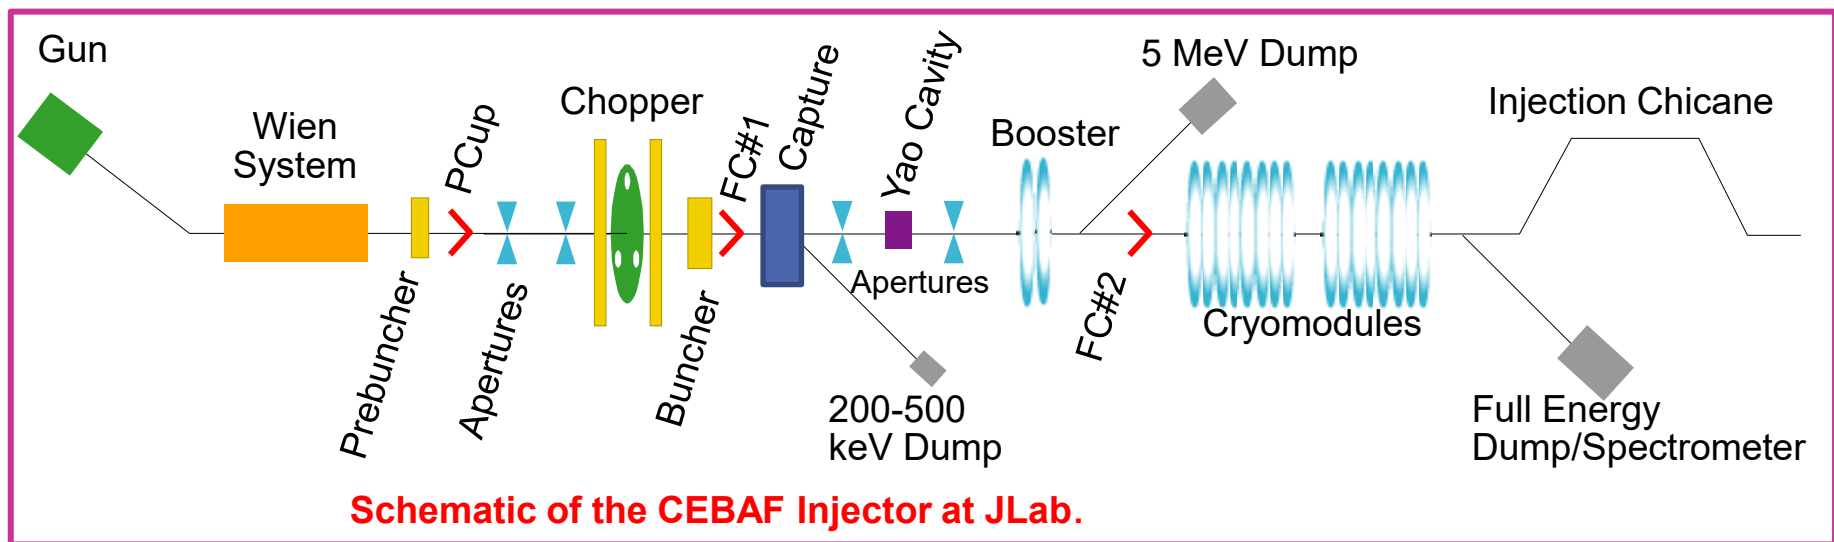 Gun
Wien
System
Prebuncher
PCup
Apertures
Chopper
Buncher
FC#1
Capture
200-500
keV Dump
Yao Cavity
Apertures
Booster
5 MeV Dump
FC#2
Cryomodules
Injection Chicane
Full Energy
Dump/Spectrometer
Schematic of the CEBAF Injector at JLab.